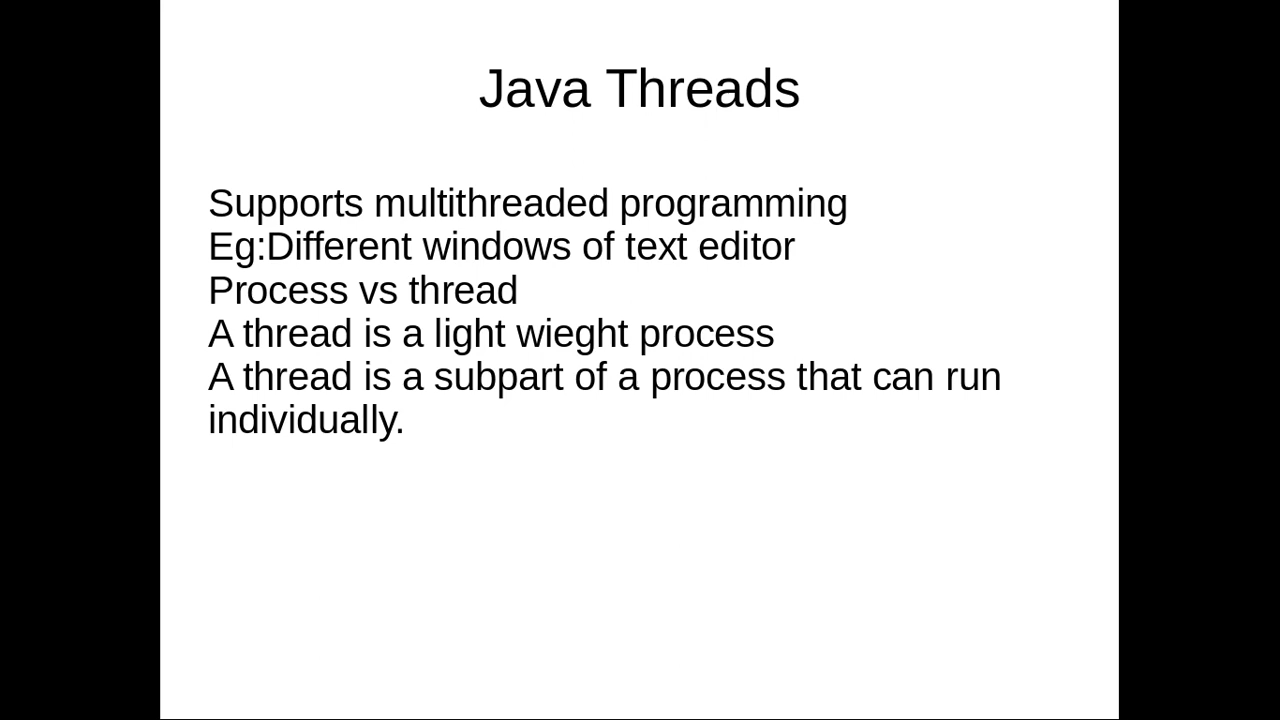 Java Threads
Supports multithreaded programming
Eg:Different windows of text editor
Process vs thread
A thread is a light wieght process
A thread is a subpart of a process that can run
individually.